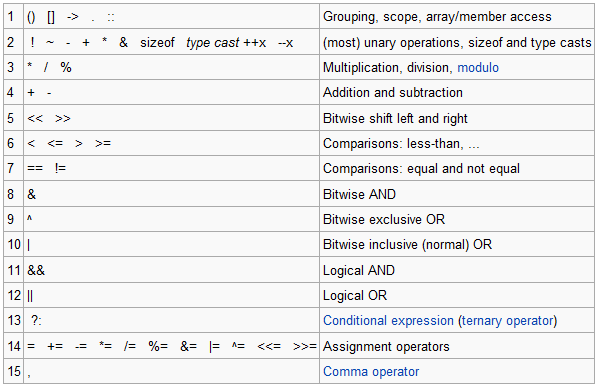 1 () [] -> . :: Grouping, scope, array/member access
2 ! ~ - + * & sizeof type cast ++x --x (most) unary operations, sizeof and type casts
3 * / % Multiplication, division, modulo
4 + - Addition and subtraction
5 << >> Bitwise shift left and right
6 < <= > >= Comparisons: less-than, ...
7 == != Comparisons: equal and not equal
8 & Bitwise AND
9 ^ Bitwise exclusive OR
10 | Bitwise inclusive (normal) OR
11 && Logical AND
12 || Logical OR
13 ?: Conditional expression (ternary operator)
14 = += -= *= /= %= &= |= ^= <<= >>= Assignment operators
15 , Comma operator